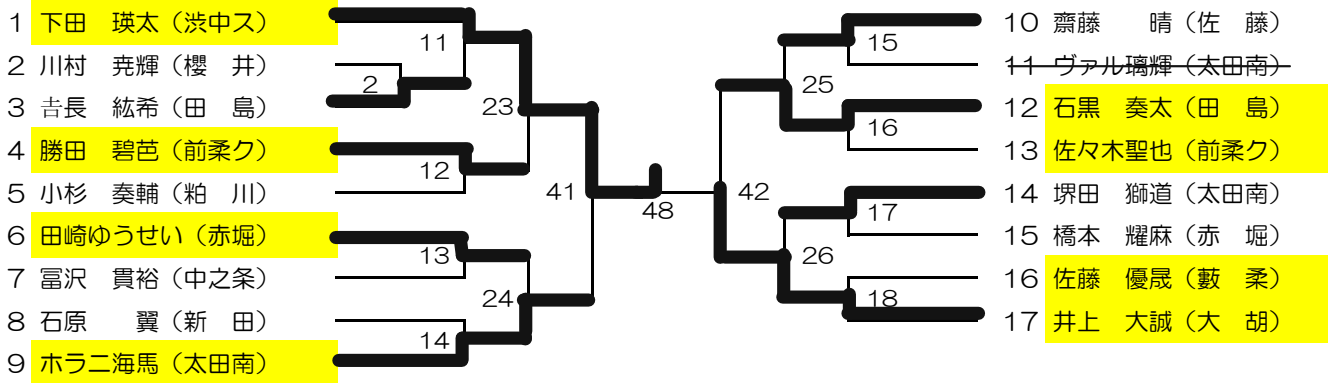 1 下田 瑛太（渋中ス）
2 川村 尭輝（櫻 井）
3 吉長 紘希（田 島）
4 勝田 碧芭（前柔ク）
5 小杉 奏輔（粕 川）
6 田崎ゆうせい（赤堀）
7 冨沢 貫裕（中之条）
8 石原 翼（新 田）
9 ホラニ海馬（太田南）
11
2
23
12
41
13
24
14
48
15
25
16
42
17
26
18
10 齋藤 晴（佐 藤）
11 ヴァル璃輝（太田南）
12 石黒 奏太（田 島）
13 佐々木聖也（前柔ク）
14 堺田 獅道（太田南）
15 橋本 耀麻（赤 堀）
16 佐藤 優晟（藪 柔）
17 井上 大誠（大 胡）